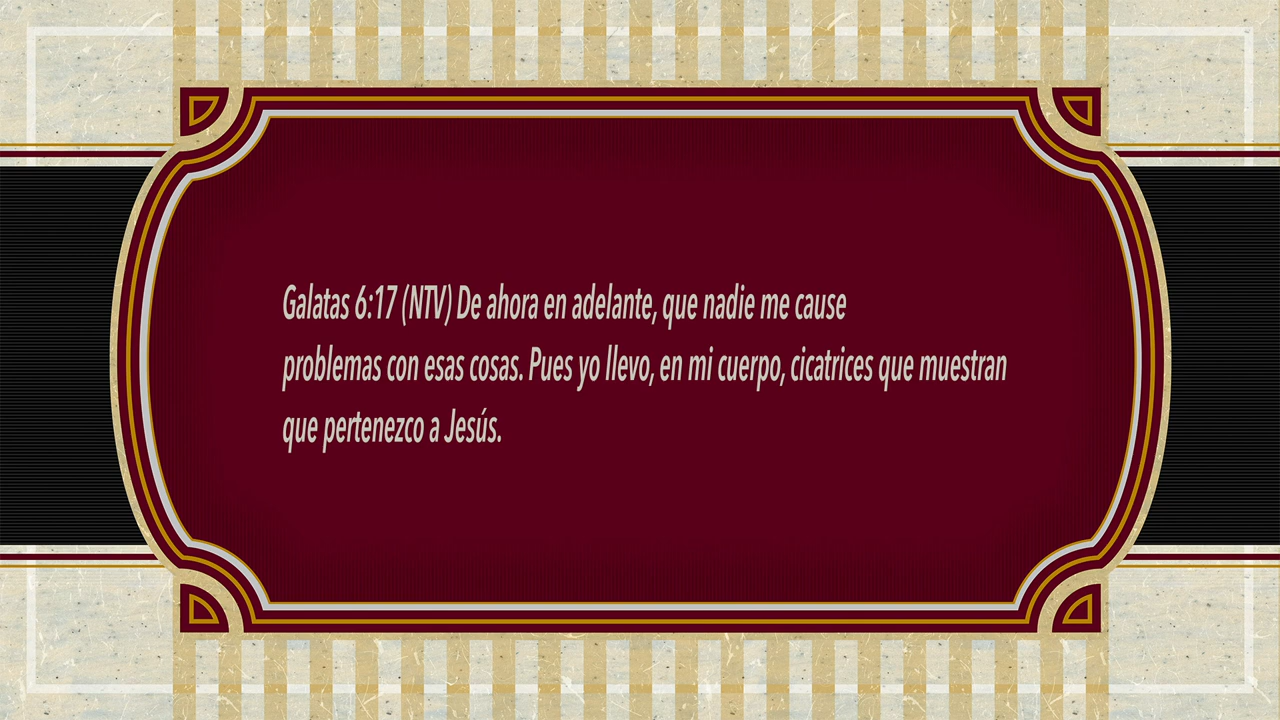 Galatas 6:17 (NTV) De ahora en adelante, que nadie me cause
problemas con esas cosas. Pues yo llevo, en mi cuerpo, cicatrices que muestran
que pertenezco a Jesús.